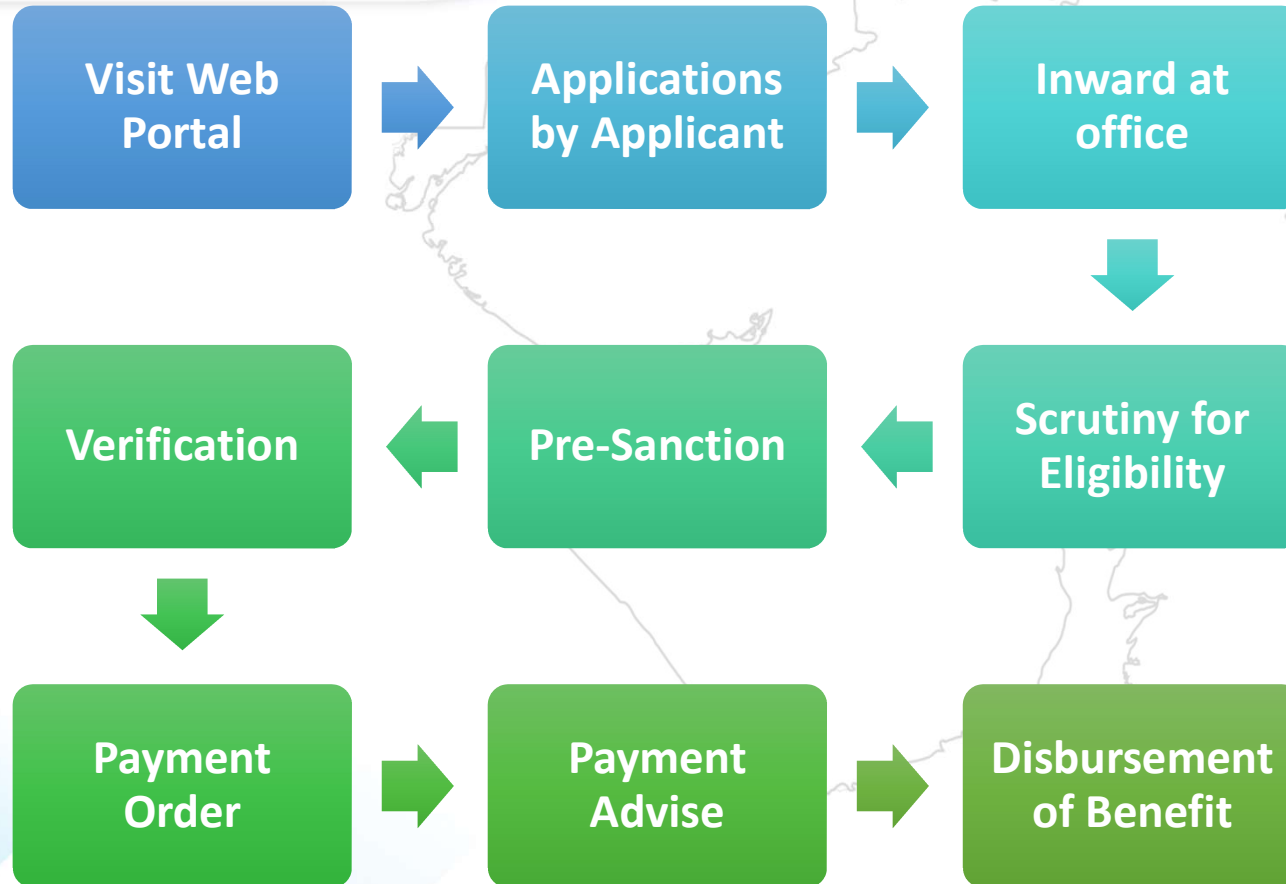 Visit Web
Portal
Applications
by Applicant
Inward at
office
Scrutiny for
Eligibility
Pre-Sanction
Verification
Payment
Order
Payment
Advise
Disbursement
of Benefit